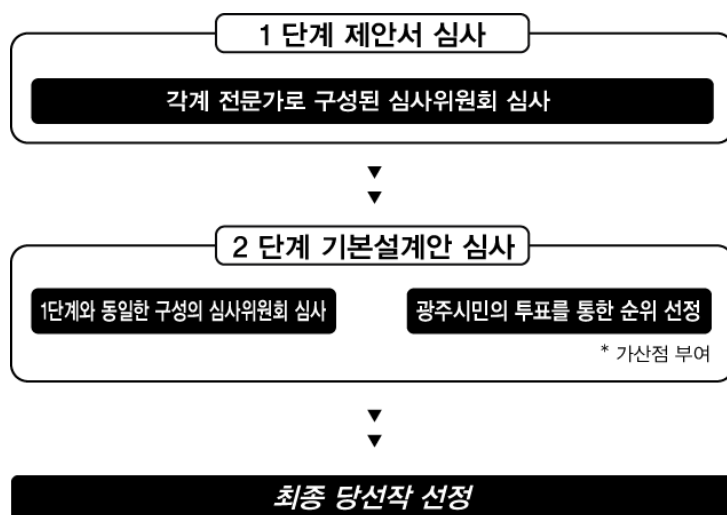 1 단계 제안서 심사
각계 전문가로 구성된 심사위원회 심사
▼
▼
2 단계 기본설계안 심사
1단계와 동일한 구성의 심사위원회 심사
광주시민의 투표를 통한 순위 선정
* 가산점 부여
▼
▼
최종 당선작 선정